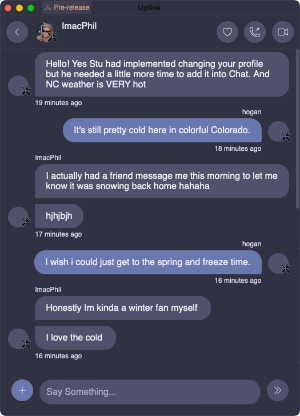 Pre-release
Uplink
ImacPhil
Hello! Yes Stu had implemented changing your profile
but he needed a little more time to add it into Chat. And
NC weather is VERY hot
19 minutes ago
hogan
It's still pretty cold here in colorful Colorado.
18 minutes ago
ImacPhil
I actually had a friend message me this morning to let me
know it was snowing back home hahaha
hjhjbjh
17 minutes ago
hogan
I wish i could just get to the spring and freeze time.
16 minutes ago
ImacPhil
Honestly Im kinda a winter fan myself
I love the cold
16 minutes ago
Say Something...